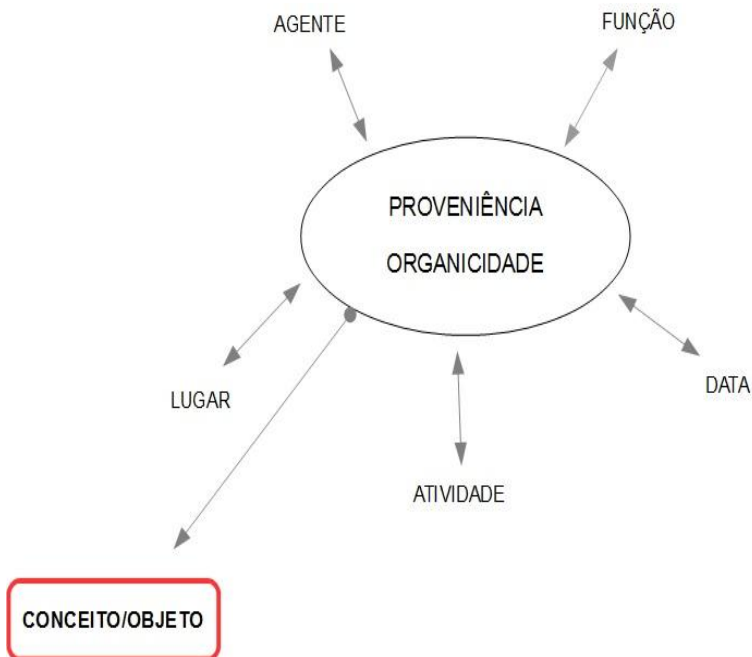 AGENTE
FUNÇÃO
PROVENIÊNCIA
ORGANICIDADE
LUGAR
DATA
ATIVIDADE
CONCEITO/OBJETO